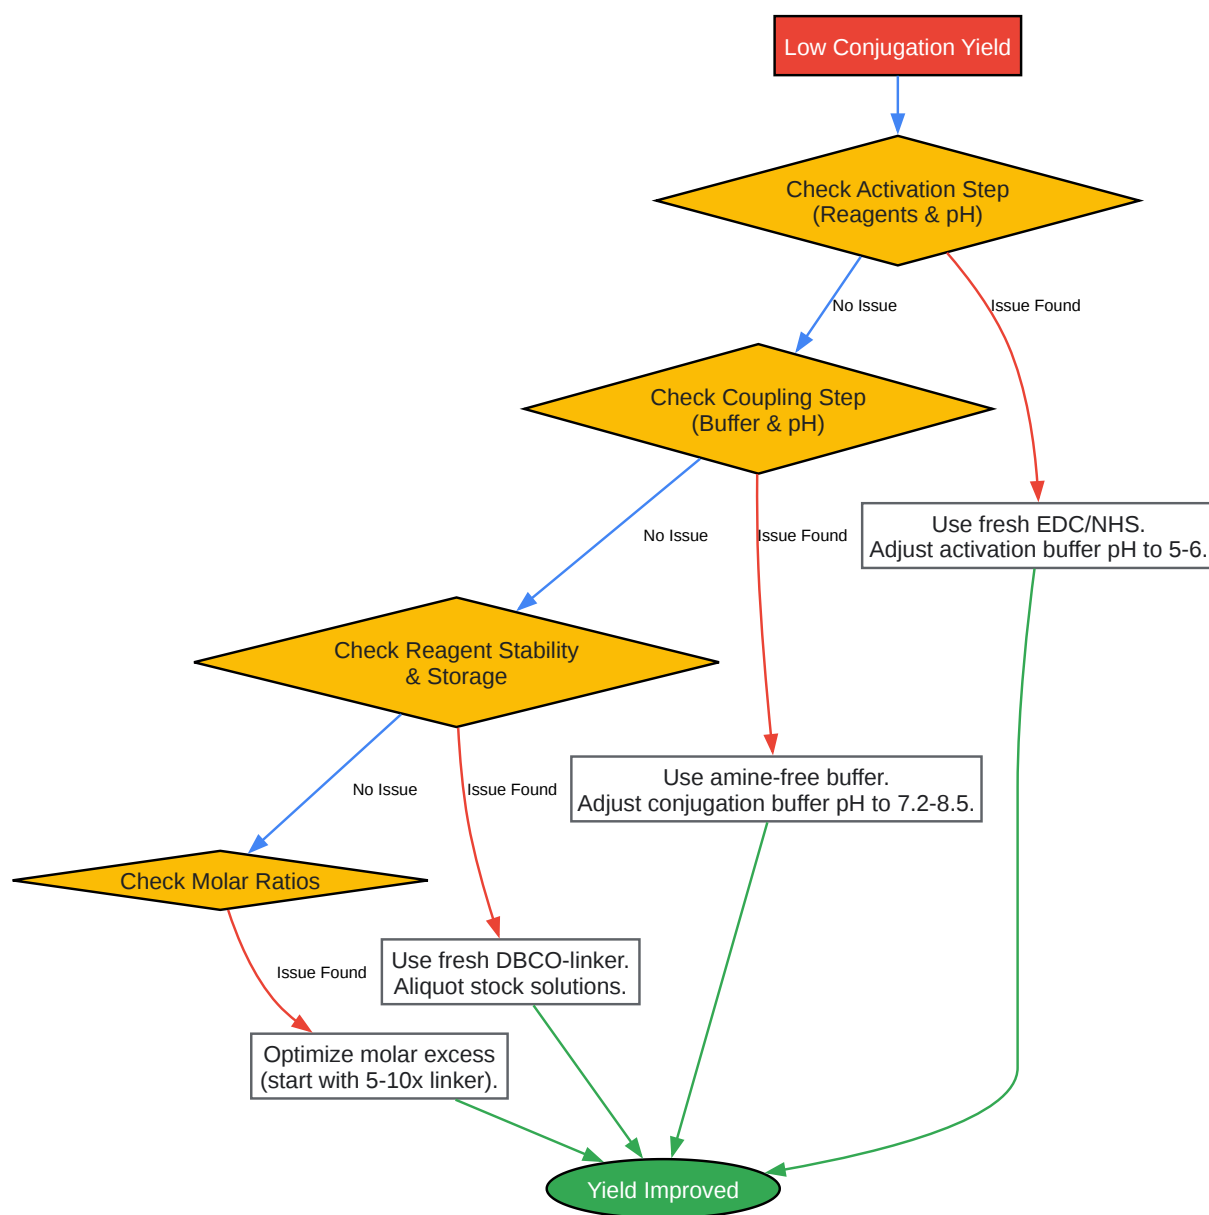 Low Conjugation Yield
Check Activation Step
(Reagents & pH)
No Issue
Issue Found
Check Coupling Step
(Buffer & pH)
No Issue
Issue Found
Use fresh EDC/NHS.
Adjust activation buffer pH to 5-6.
Check Reagent Stability
& Storage
No Issue
Issue Found
Use amine-free buffer.
Adjust conjugation buffer pH to 7.2-8.5.
Check Molar Ratios
Issue Found
Use fresh DBCO-linker.
Aliquot stock solutions.
Optimize molar excess
(start with 5-10x linker).
Yield Improved